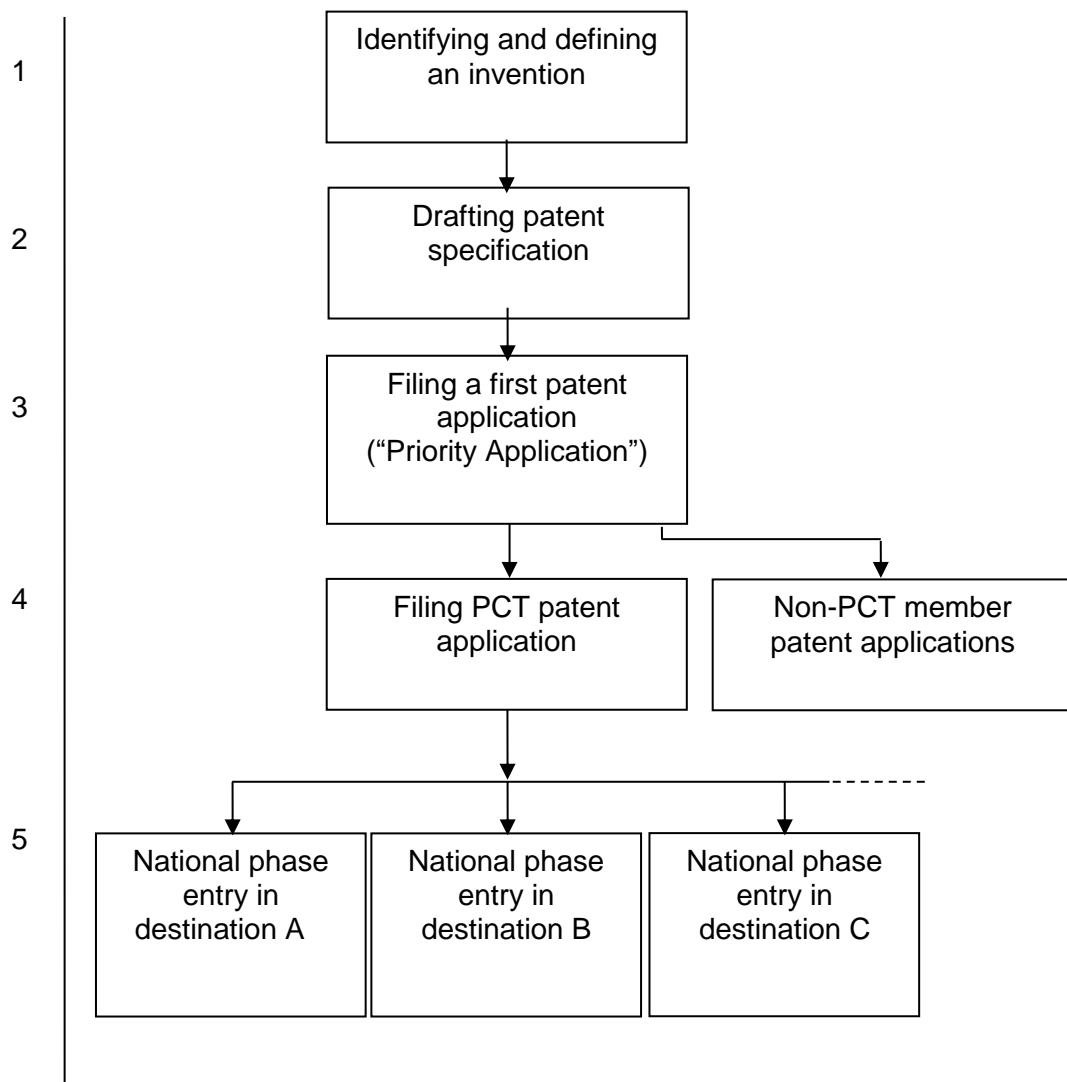 1
Identifying and defining
an invention
2
Drafting patent
specification
3
Filing a first patent
application
(“Priority Application”)
4
Filing PCT patent
application
Non-PCT member
patent applications
5
National phase
entry in
destination A
National phase
entry in
destination B
National phase
entry in
destination C